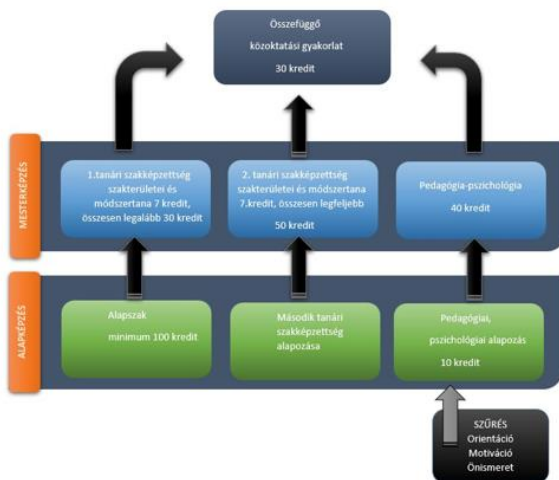 Összefüggő
közoktatási gyakorlat
30 kredit
MESTERKÉPZÉS
1.tanári szakképzettség
szakterületei és
módszertana 7 kredit,
összesen legalább 30 kredit
2. tanári szakképzettség
szakterületei és módszertana
7.kredit, összesen legfeljebb
50 kredit
Pedagógia-pszichológia
40 kredit
ALAPKÉPZÉS
Alapszak
minimum 100 kredit
Második tanári
szakképzettség
alapozása
Pedagógiai,
pszichológiai alapozás
10 kredit
SZŰRÉS
Orientáció
Motiváció
Önismeret